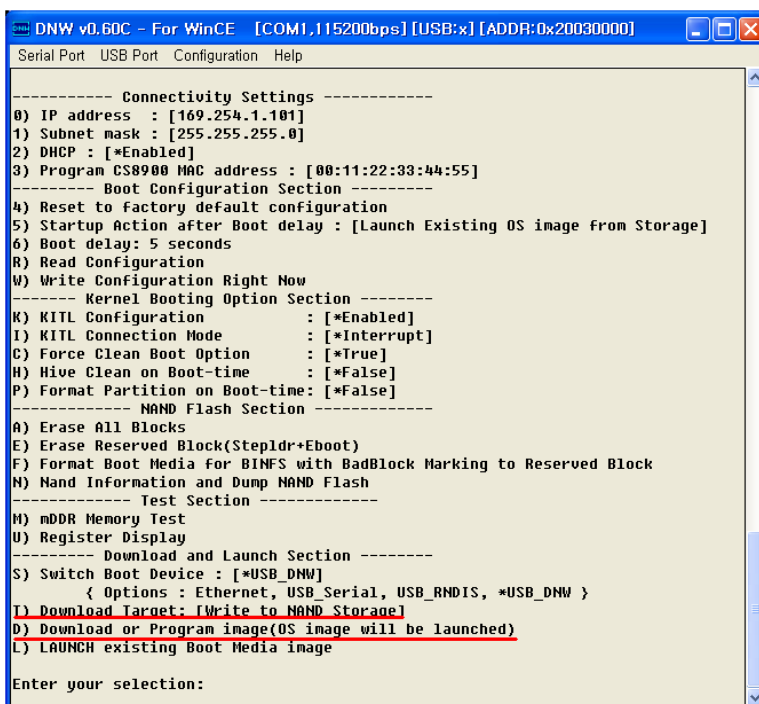 DNW v0.60C - For WinCE [COM1,115200bps][USB:x][ADDR:0x20030000]
Serial Port USB Port Configuration Help
----------- Connectivity Settings ------------
0) IP address  : [169.254.1.101]
1) Subnet mask : [255.255.255.0]
2) DHCP : [*Enabled]
3) Program CS8900 MAC address : [00:11:22:33:44:55]
--------- Boot Configuration Section ---------
4) Reset to factory default configuration
5) Startup Action after Boot delay : [Launch Existing OS image from Storage]
6) Boot delay: 5 seconds
R) Read Configuration
W) Write Configuration Right Now
------- Kernel Booting Option Section --------
K) KITL Configuration           : [*Enabled]
I) KITL Connection Mode         : [*Interrupt]
C) Force Clean Boot Option      : [*True]
H) Hive Clean on Boot-time      : [*False]
P) Format Partition on Boot-time: [*False]
------------- NAND Flash Section -------------
A) Erase All Blocks
E) Erase Reserved Block(Stepldr+Eboot)
F) Format Boot Media for BINFS with BadBlock Marking to Reserved Block
N) Nand Information and Dump NAND Flash
------------- Test Section -------------
M) mDDR Memory Test
U) Register Display
--------- Download and Launch Section --------
S) Switch Boot Device : [*USB_DNW]
{ Options : Ethernet, USB_Serial, USB_RNDIS, *USB_DNW }
T) Download Target: [Write to NAND Storage]
D) Download or Program image(OS image will be launched)
L) LAUNCH existing Boot Media image
Enter your selection: